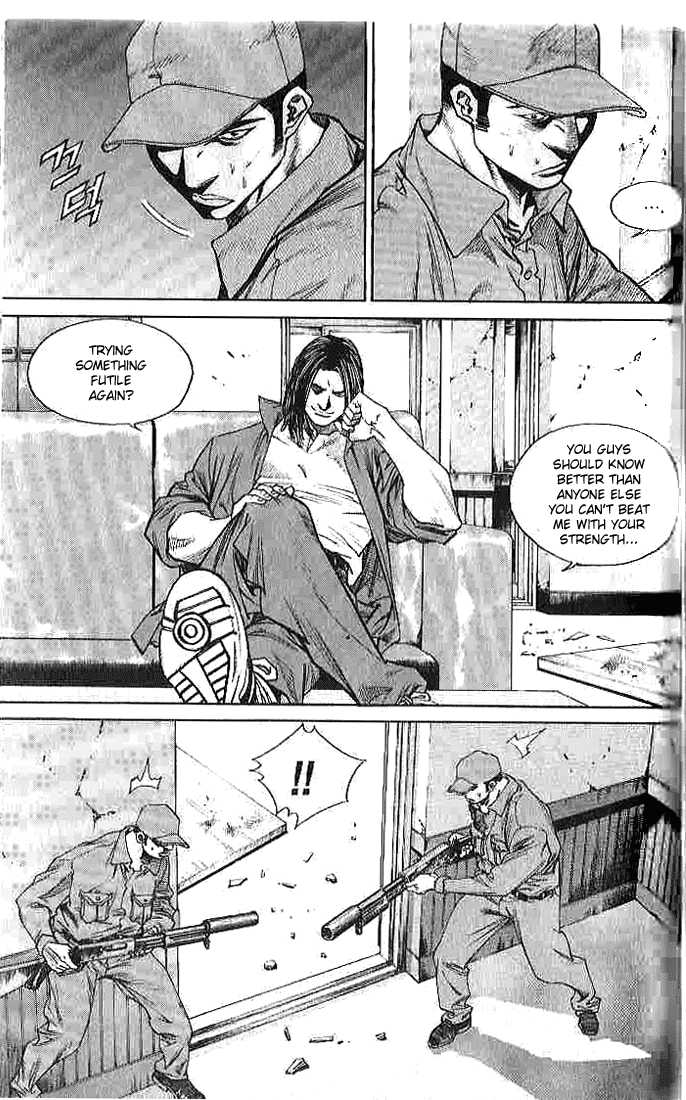 끄덕
....
TRYING
SOMETHING
FUTILE
AGAIN?
YOU GUYS
SHOULD KNOW
BETTER THAN
ANYONE ELSE
YOU CAN'T BEAT
ME WITH YOUR
STRENGTH...
!!